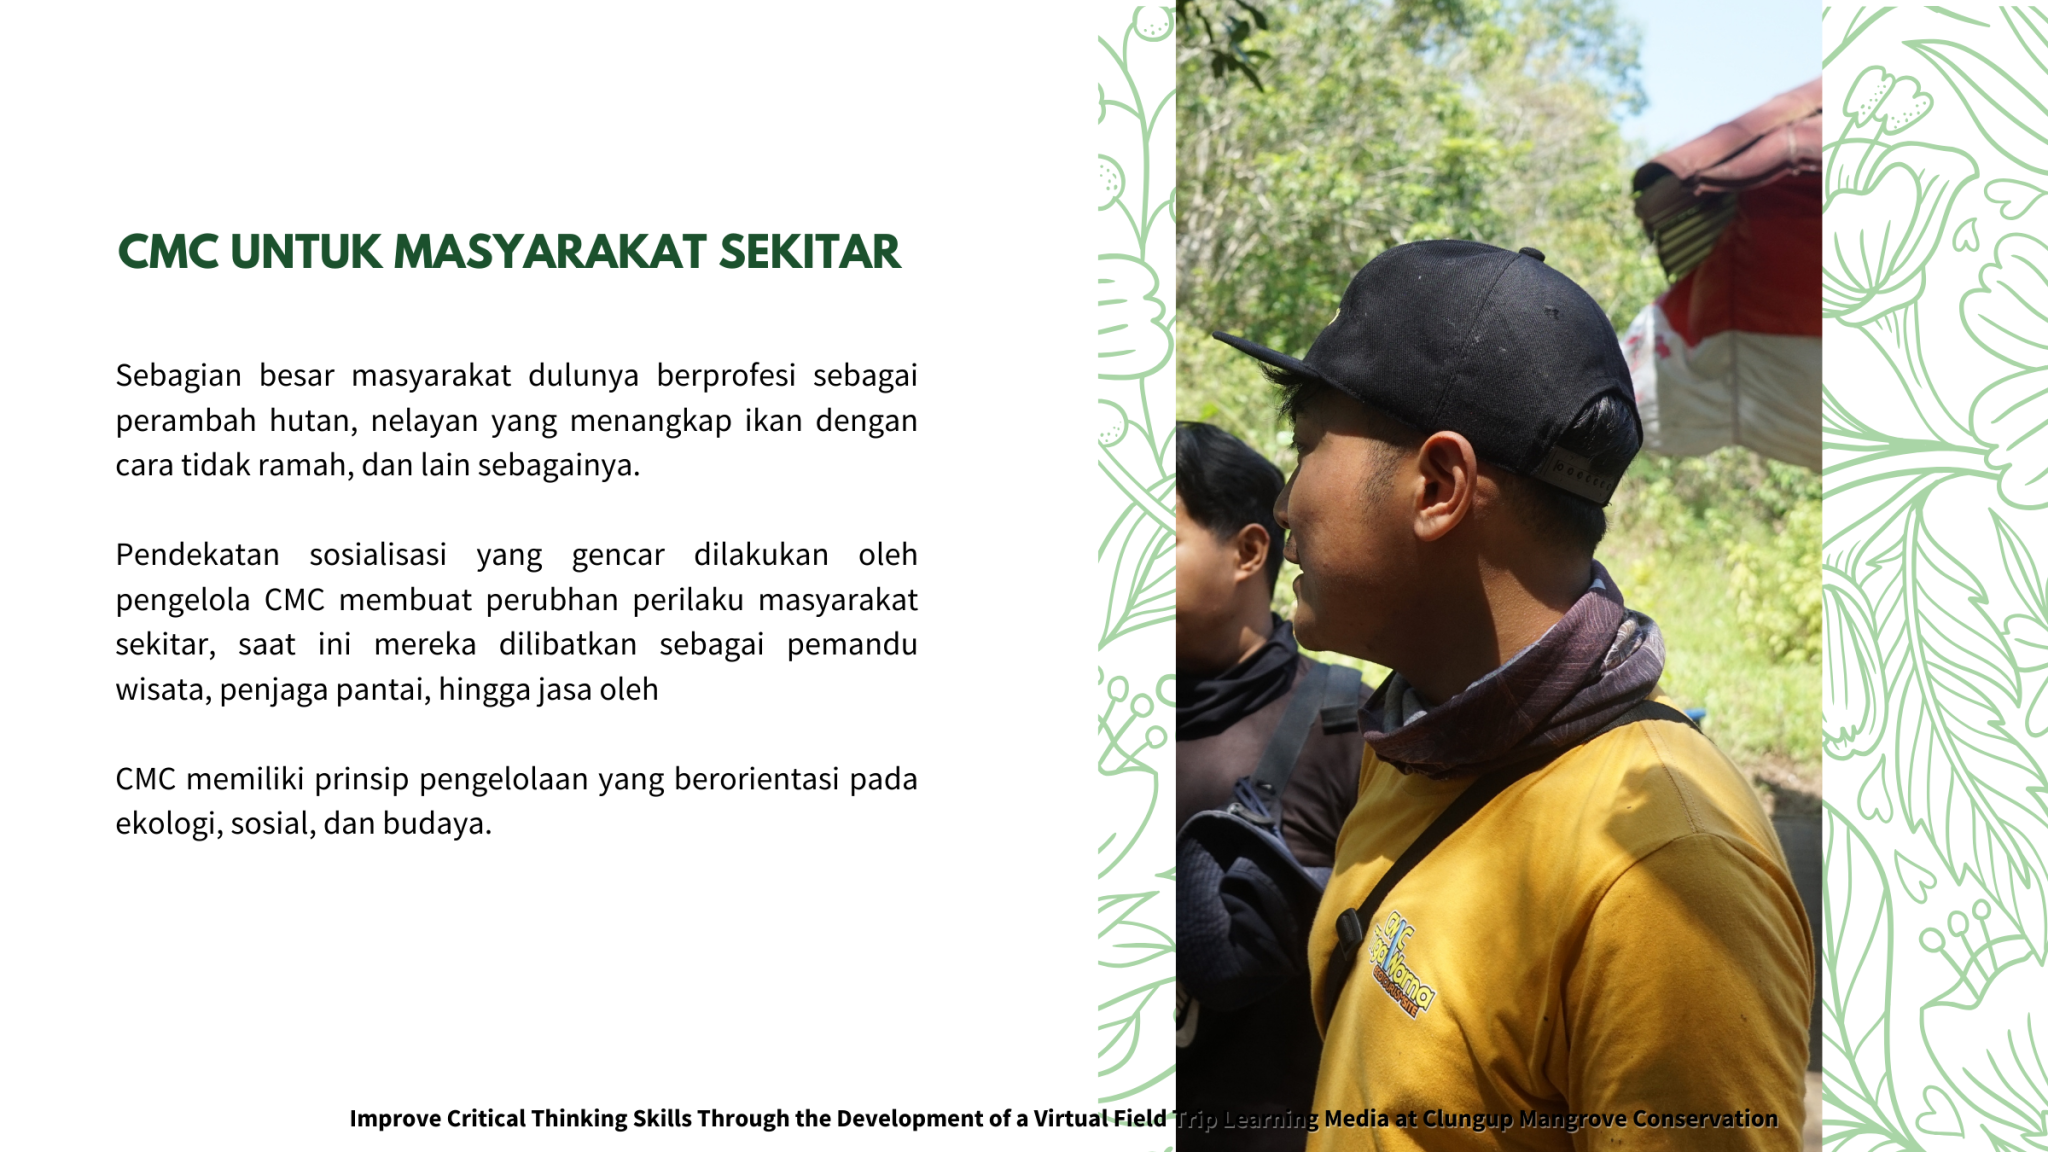 CMC UNTUK MASYARAKAT SEKITAR
Sebagian besar masyarakat dulunya berprofesi sebagai
perambah hutan, nelayan yang menangkap ikan dengan
cara tidak ramah, dan lain sebagainya.
Pendekatan sosialisasi yang gencar dilakukan oleh
pengelola CMC membuat perubhan perilaku masyarakat
sekitar, saat ini mereka dilibatkan sebagai pemandu
wisata, penjaga pantai, hingga jasa oleh
CMC memiliki prinsip pengelolaan yang berorientasi pada
ekologi, sosial, dan budaya.
CMC
Tiga Warna
Improve Critical Thinking Skills Through the Development of a Virtual Field Trip Learning Media at Clungup Mangrove Conservation